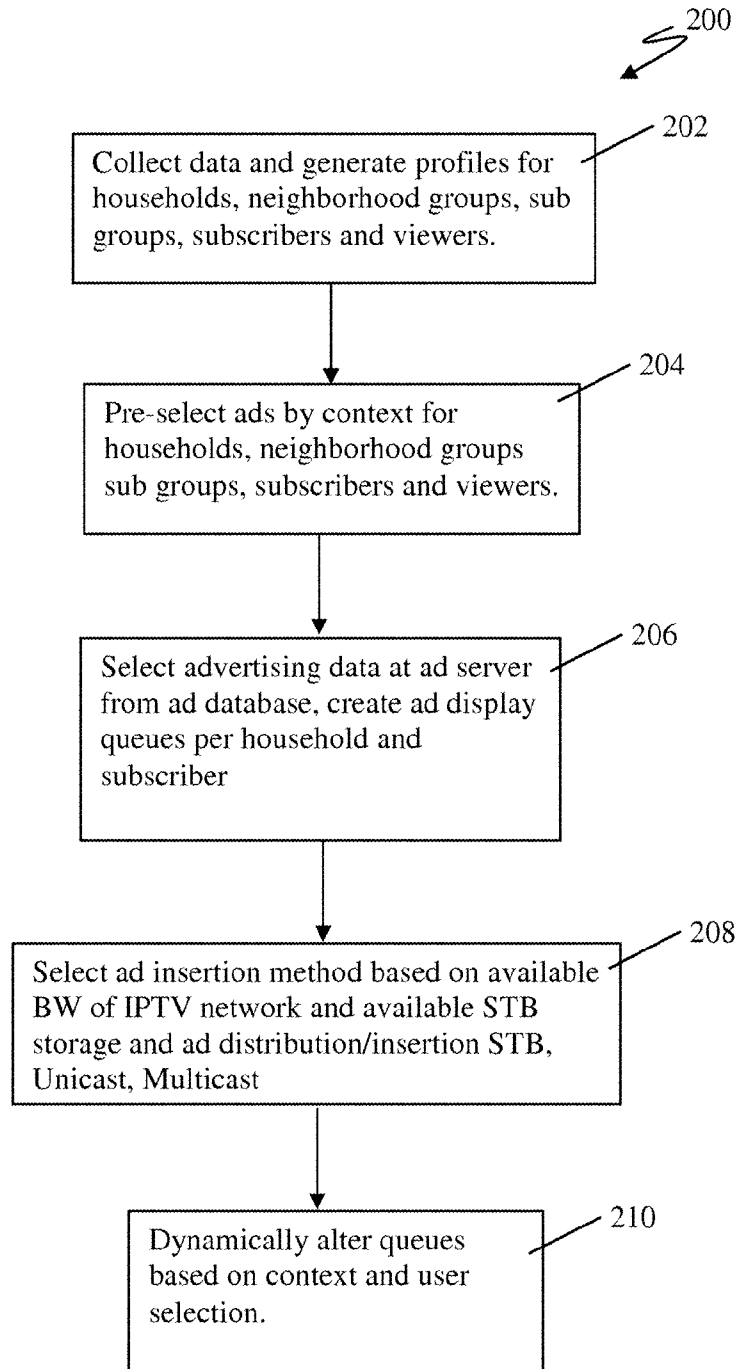 200
202
Collect data and generate profiles for
households, neighborhood groups, sub
groups, subscribers and viewers.
204
Pre-select ads by context for
households, neighborhood groups
sub groups, subscribers and viewers.
206
Select advertising data at ad server
from ad database, create ad display
queues per household and
subscriber
208
Select ad insertion method based on available
BW of IPTV network and available STB
storage and ad distribution/insertion STB,
Unicast, Multicast
210
Dynamically alter queues
based on context and user
selection.